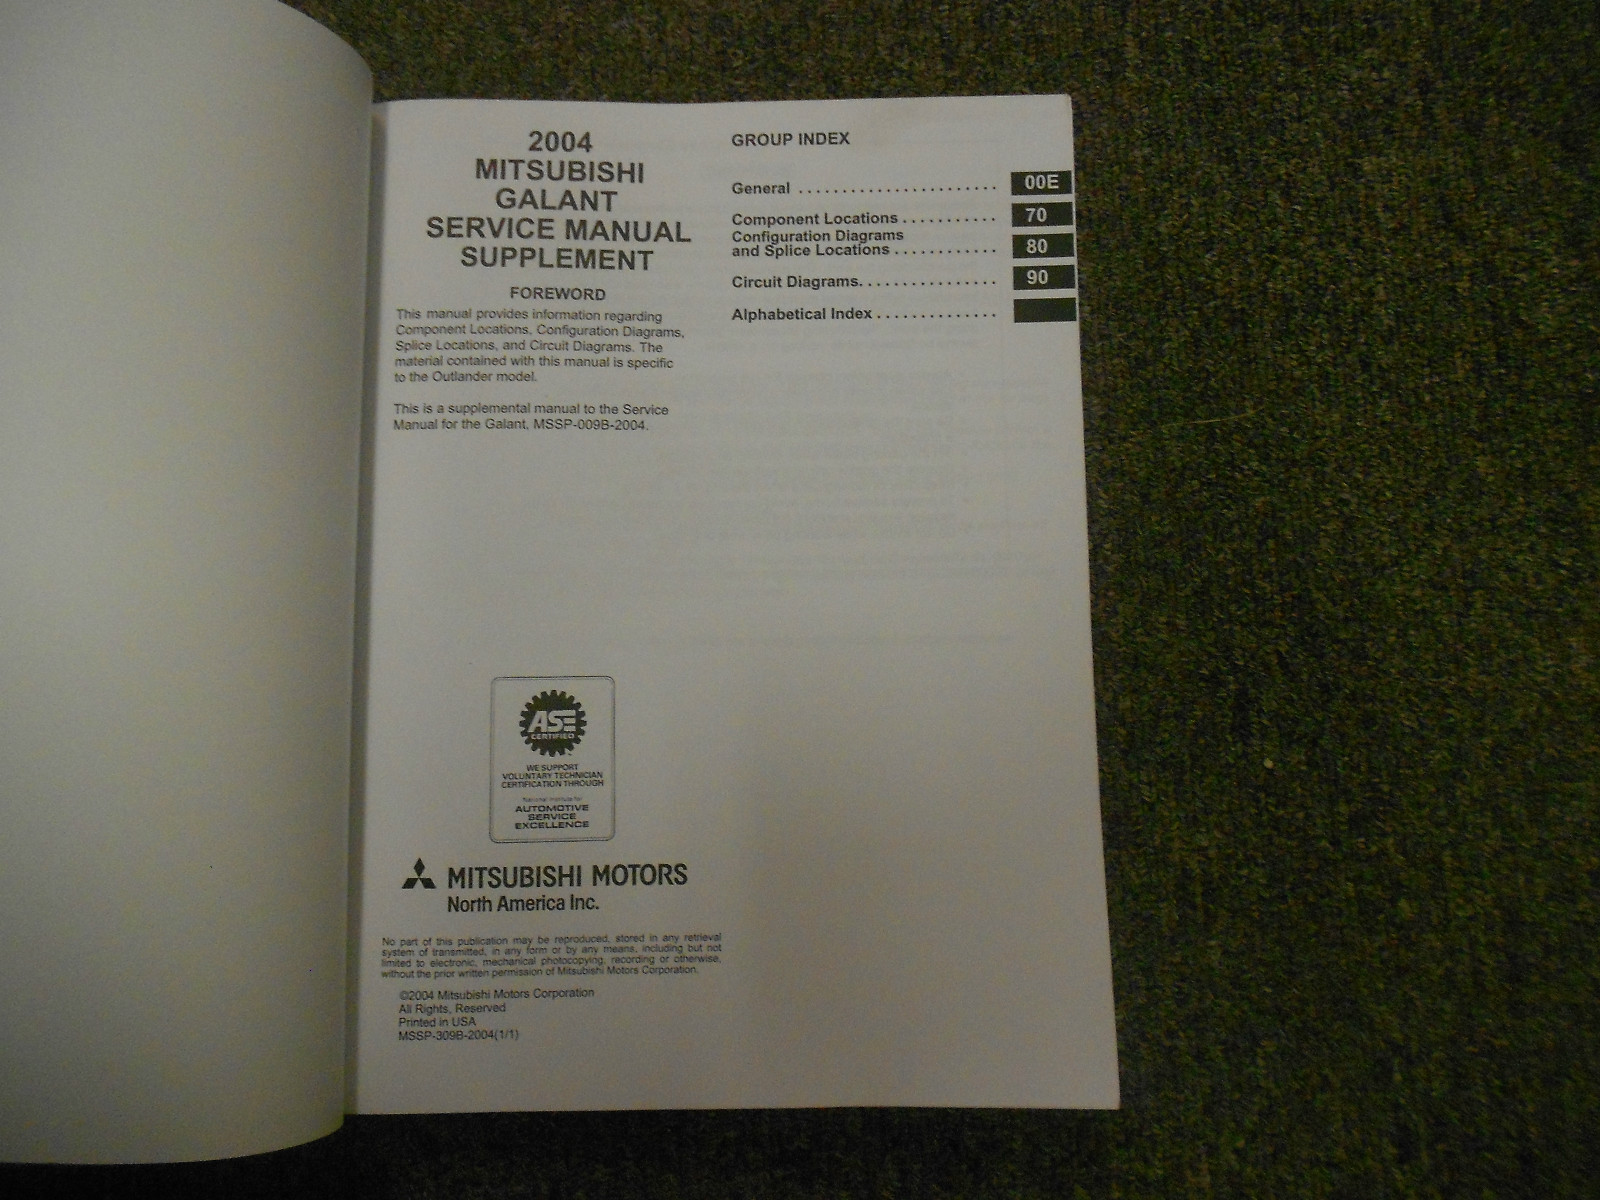 2004
MITSUBISHI
GALANT
SERVICE MANUAL
SUPPLEMENT
FOREWORD
This manual provides information regarding
Component Locations, Configuration Diagrams,
Splice Locations, and Circuit Diagrams. The
material contained with this manual is specific
to the Outlander model.
This is a supplemental manual to the Service
Manual for the Galant, MSSP-009B-2004.
GROUP INDEX
General . . . . . . . . . . . . . . . . . . . . . . . 00E
Component Locations . . . . . . . . . . . 70
Configuration Diagrams
and Splice Locations . . . . . . . . . . . . 80
Circuit Diagrams. . . . . . . . . . . . . . . . 90
Alphabetical Index . . . . . . . . . . . . . .
ASE
CERTIFIED
WE SUPPORT
VOLUNTARY TECHNICIAN
CERTIFICATION THROUGH
National Institute for
AUTOMOTIVE
SERVICE
EXCELLENCE
MITSUBISHI MOTORS
North America Inc.
No part of this publication may be reproduced, stored in any retrieval
system of transmitted, in any form or by any means, including but not
limited to electronic, mechanical photocopying, recording or otherwise,
without the prior written permission of Mitsubishi Motors Corporation.
©2004 Mitsubishi Motors Corporation
All Rights, Reserved
Printed in USA
MSSP-309B-2004(1/1)